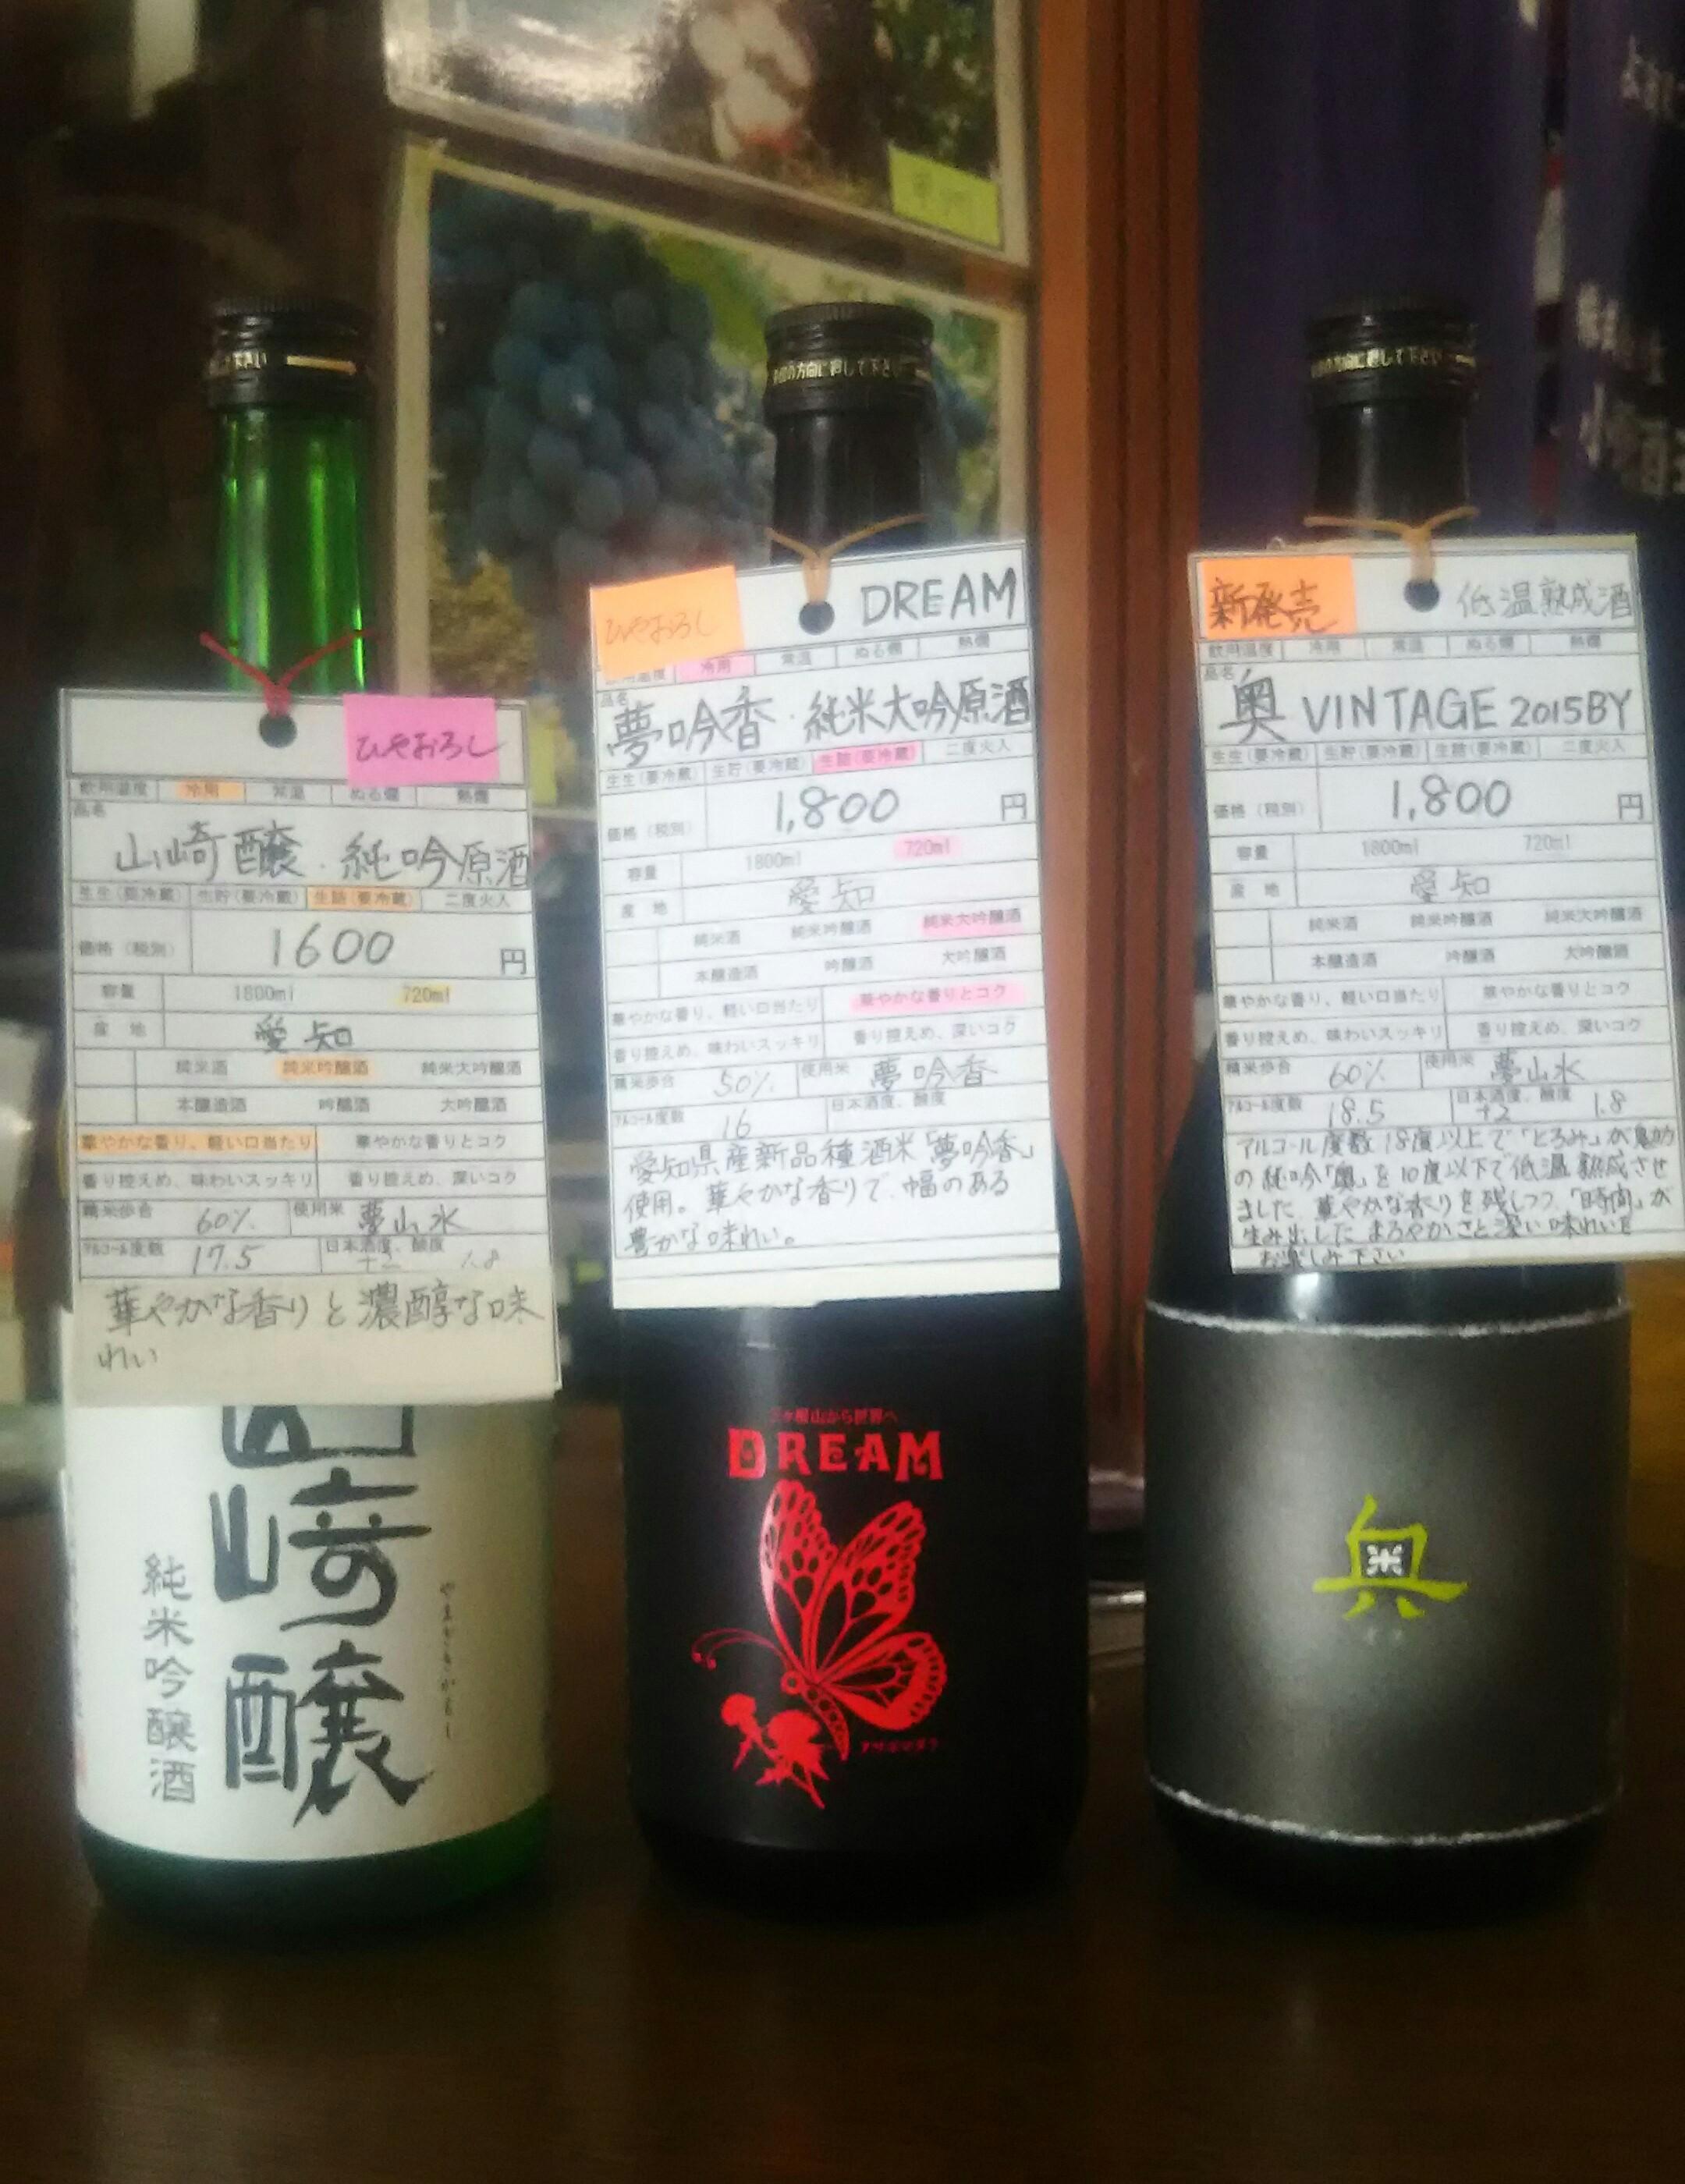 ひやおろし
飲用温度 冷用 常温 ぬる燗 熱燗
品名
山崎醸・純吟原酒
生生(要冷蔵) 生貯(要冷蔵) 生詰(要冷蔵) 二度火入
価格(税別) 1600 円
容量 1800ml 720ml
産地 愛知
純米酒 純米吟醸酒 純米大吟醸酒
本醸造酒 吟醸酒 大吟醸酒
華やかな香り、軽い口当たり 華やかな香りとコク
香り控えめ、味わいスッキリ 香り控えめ、深いコク
精米歩合 60% 使用米 夢山水
アルコール度数 17.5 日本酒度、酸度 +2 1.8
華やかな香りと濃醇な味
わい
山
崎
醸
やまざきかもし
純米吟醸酒
ひやおろし DREAM
飲用温度 冷用 常温 ぬる燗 熱燗
品名
夢吟香・純米大吟原酒
生生(要冷蔵) 生貯(要冷蔵) 生詰(要冷蔵) 二度火入
価格(税別) 1,800 円
容量 1800ml 720ml
産地 愛知
純米酒 純米吟醸酒 純米大吟醸酒
本醸造酒 吟醸酒 大吟醸酒
華やかな香り、軽い口当たり 華やかな香りとコク
香り控えめ、味わいスッキリ 香り控えめ、深いコク
精米歩合 50% 使用米 夢吟香
アルコール度数 16 日本酒度、酸度
愛知県産新品種酒米「夢吟香」
使用。華やかな香りで、幅のある
豊かな味わい。
三ヶ根山から世界へ
DREAM
新発売 低温熟成酒
飲用温度 冷用 常温 ぬる燗 熱燗
品名
奥 VINTAGE 2015BY
生生(要冷蔵) 生貯(要冷蔵) 生詰(要冷蔵) 二度火入
価格(税別) 1,800 円
容量 1800ml 720ml
産地 愛知
純米酒 純米吟醸酒 純米大吟醸酒
本醸造酒 吟醸酒 大吟醸酒
華やかな香り、軽い口当たり 華やかな香りとコク
香り控えめ、味わいスッキリ 香り控えめ、深いコク
精米歩合 60% 使用米 夢山水
アルコール度数 18.5 日本酒度、酸度 +2 1.8
アルコール度数18度以上で「とろみ」が魅力的
の純吟「奥」を10度以下で低温熟成させ
ました。華やかな香りを残しつつ、「時間」が
生み出した まろやかさと深い味わいを
お楽しみ下さい
奥